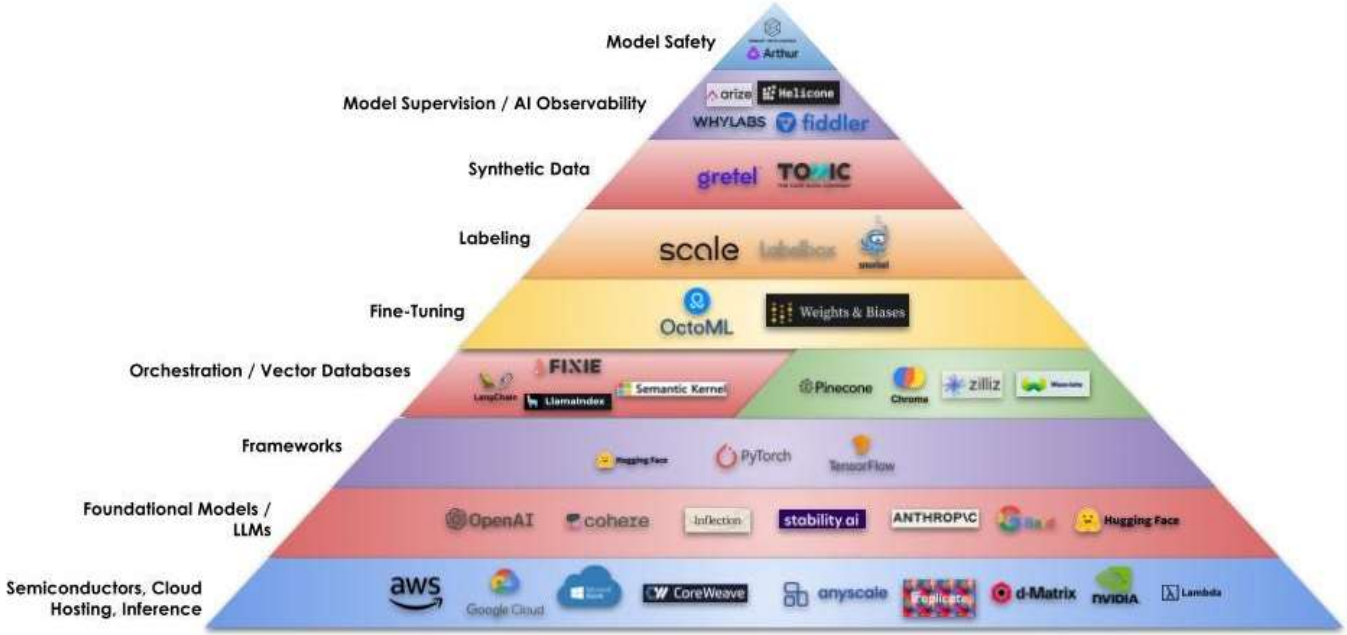 Model Safety
Arthur
Model Supervision / AI Observability
arize
Helicone
WHYLABS
fiddler
Synthetic Data
gretel
TONIC
Labeling
scale
Labelbox
snorkel
Fine-Tuning
OctoML
Weights & Biases
Orchestration / Vector Databases
FIXIE
LangChain
LlamaIndex
Semantic Kernel
Pinecone
Chroma
zilliz
Weaviate
Frameworks
Hugging Face
PyTorch
TensorFlow
Foundational Models /
LLMs
OpenAI
cohere
Inflection
stability ai
ANTHROP\C
Hugging Face
Semiconductors, Cloud
Hosting, Inference
aws
Google Cloud
CoreWeave
anyscale
Replicate
d-Matrix
NVIDIA
Lambda